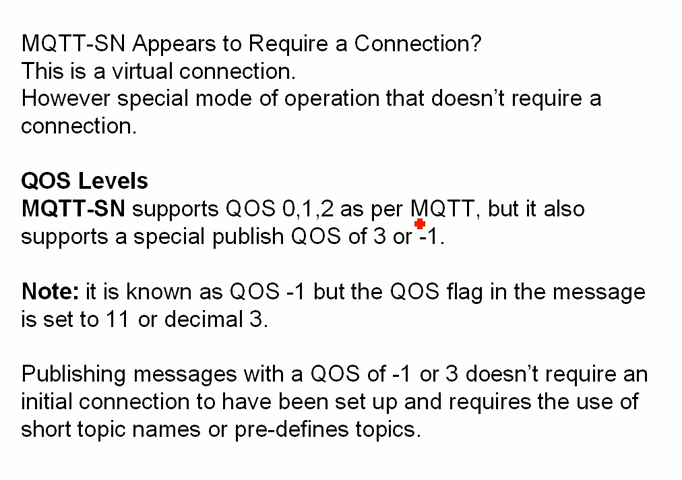 MQTT-SN Appears to Require a Connection?
This is a virtual connection.
However special mode of operation that doesn’t require a
connection.
QOS Levels
MQTT-SN supports QOS 0,1,2 as per MQTT, but it also
supports a special publish QOS of 3 or -1.
Note: it is known as QOS -1 but the QOS flag in the message
is set to 11 or decimal 3.
Publishing messages with a QOS of -1 or 3 doesn’t require an
initial connection to have been set up and requires the use of
short topic names or pre-defines topics.